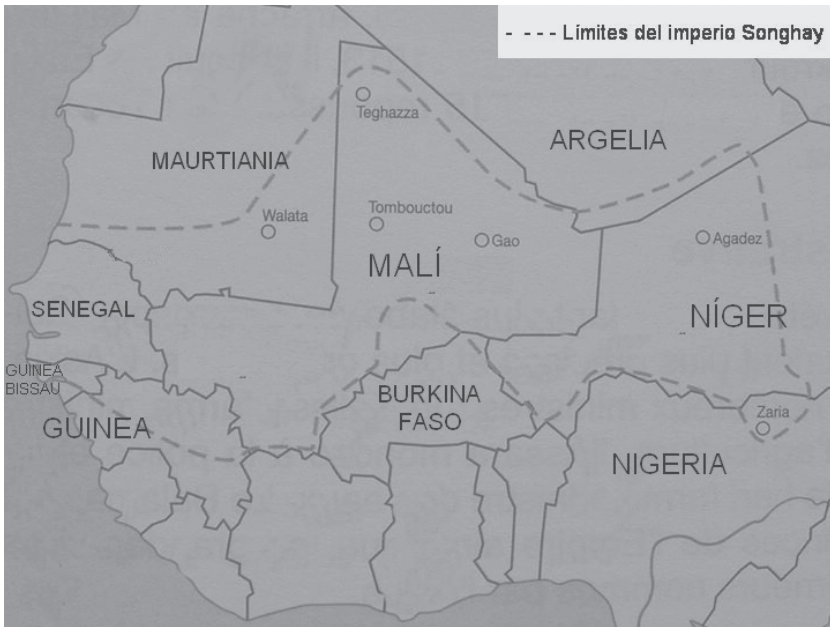 - - - - Límites del imperio Songhay
Teghazza
ARGELIA
MAURTIANIA
Walata
Tombouctou
Gao
Agadez
MALÍ
SENEGAL
NÍGER
GUINEA
BISSAU
BURKINA
FASO
GUINEA
Zaria
NIGERIA